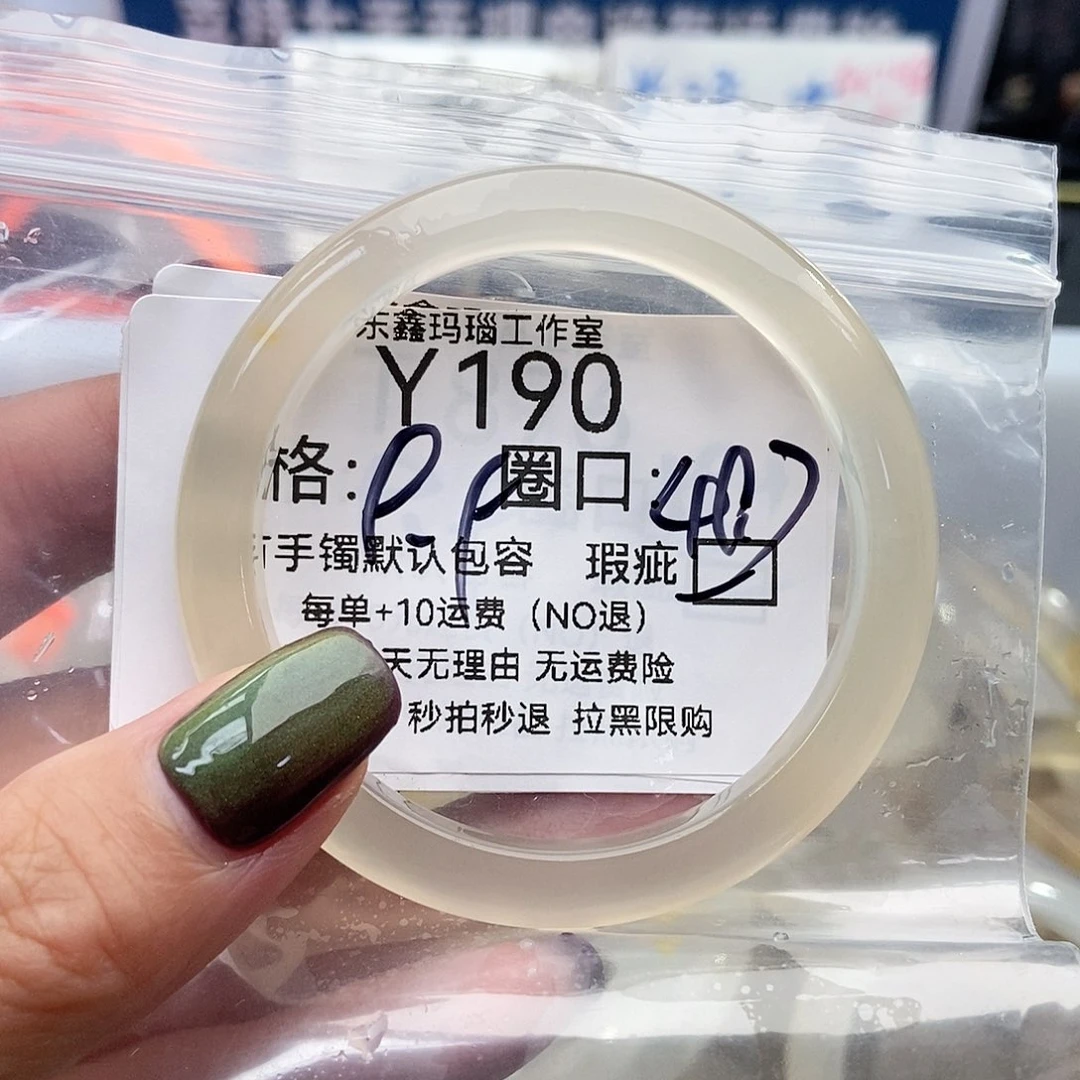 东鑫玛瑙工作室
Y190
格: 圈口:
手镯默认包容 瑕疵
每单+10运费（NO退）
天无理由 无运费险
秒拍秒退 拉黑限购